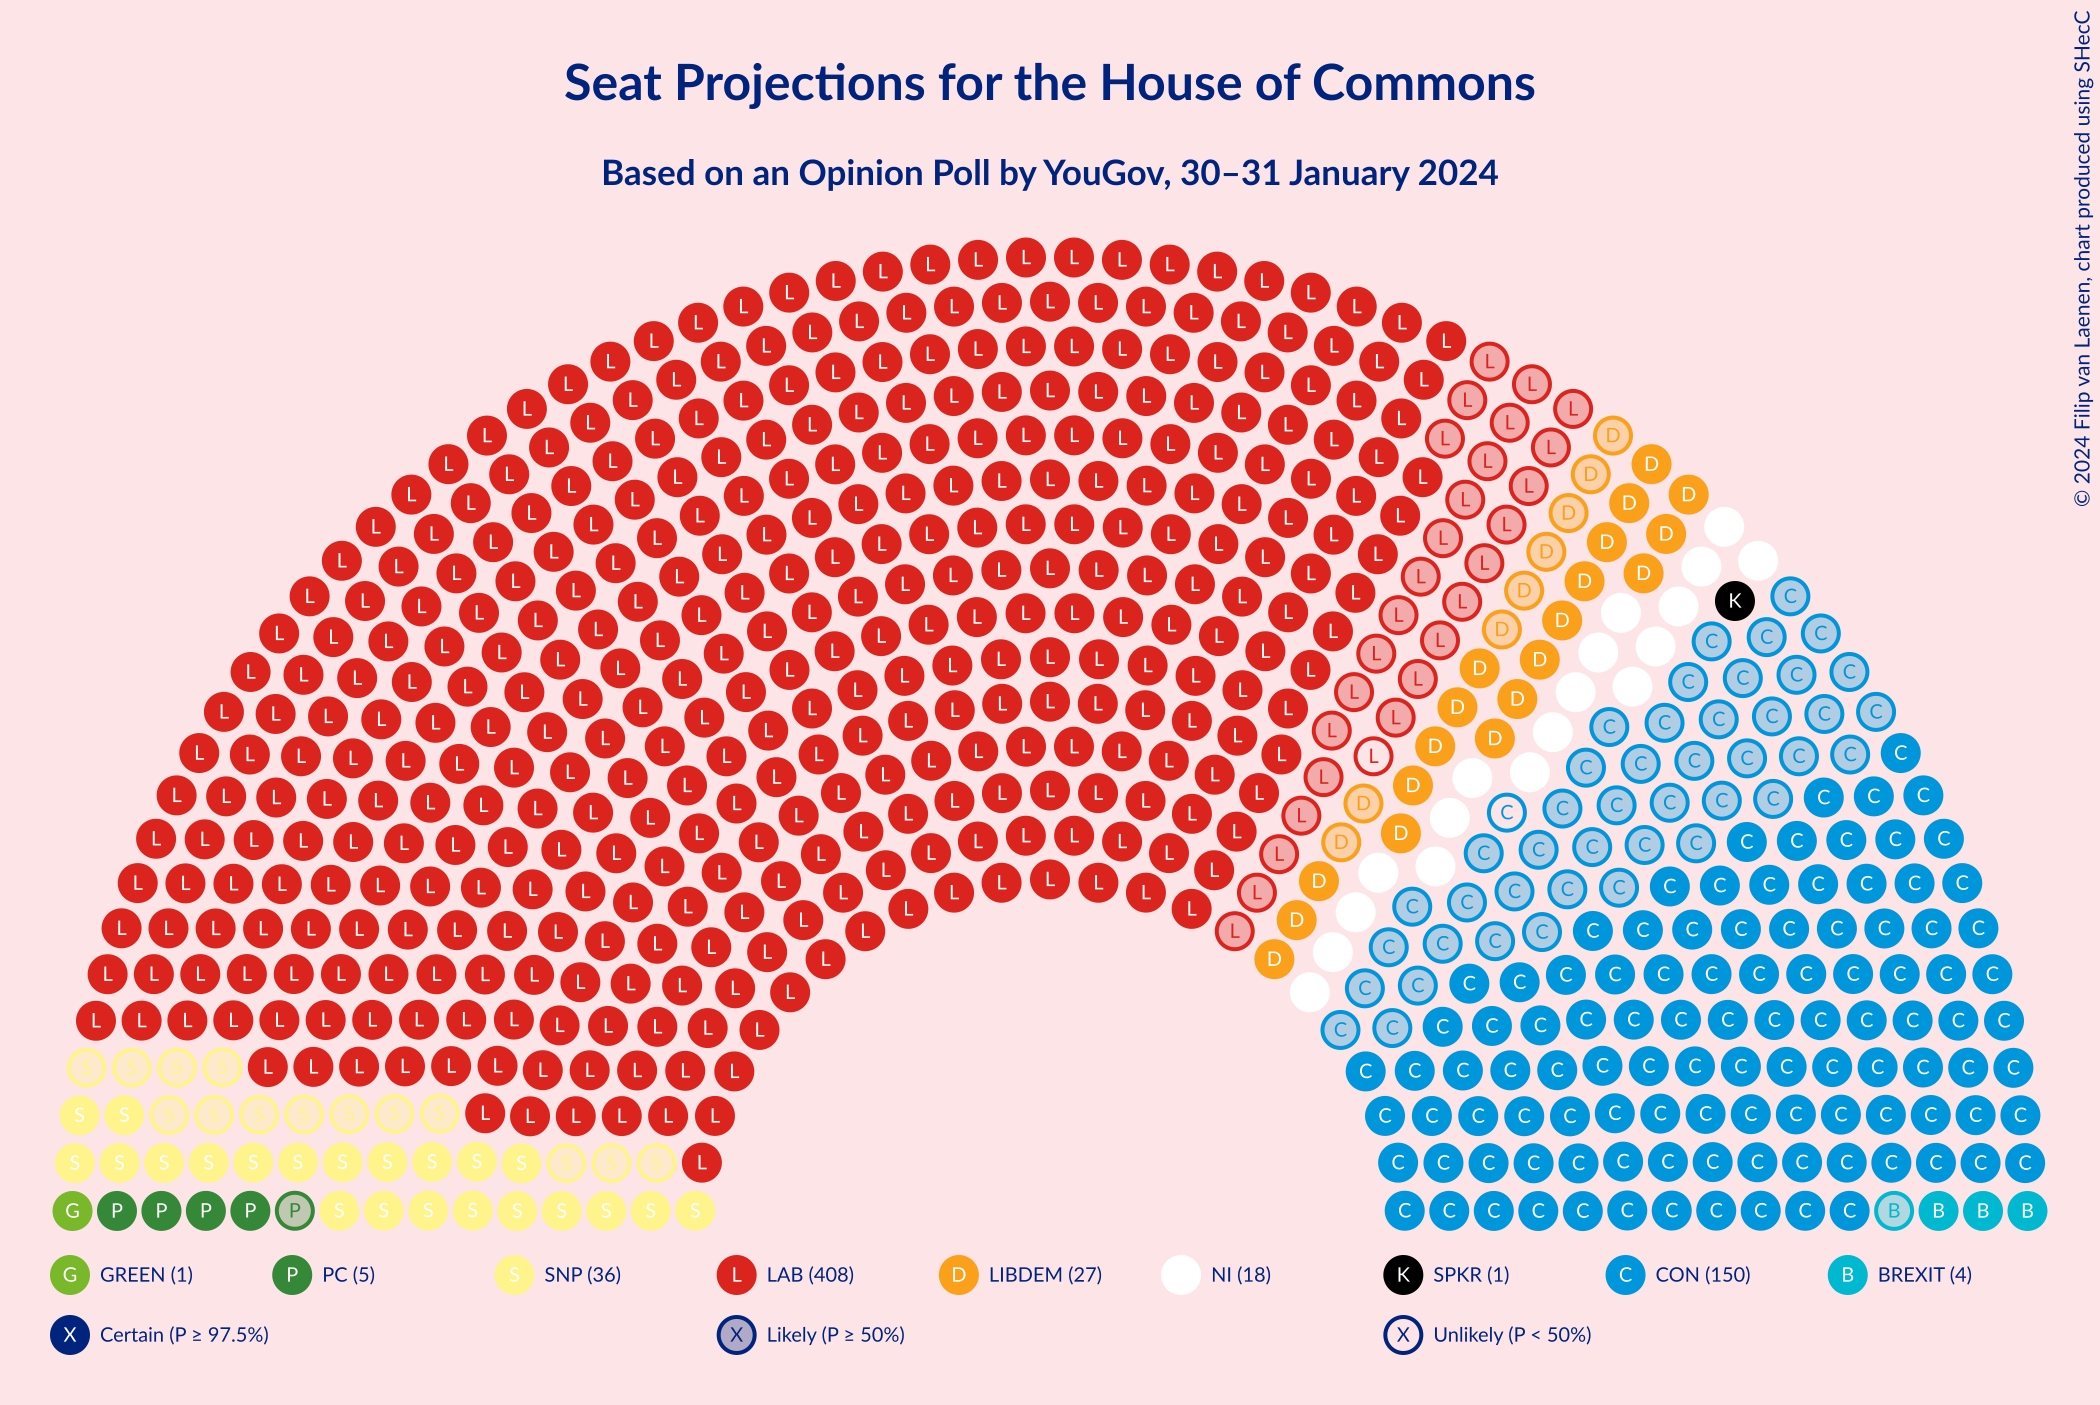 Seat Projections for the House of Commons
Based on an Opinion Poll by YouGov, 30–31 January 2024
© 2024 Filip van Laenen, chart produced using SHecC
G GREEN (1) P PC (5) S SNP (36) L LAB (408) D LIBDEM (27) NI (18) K SPKR (1) C CON (150) B BREXIT (4)
X Certain (P ≥ 97.5%) X Likely (P ≥ 50%) X Unlikely (P < 50%)